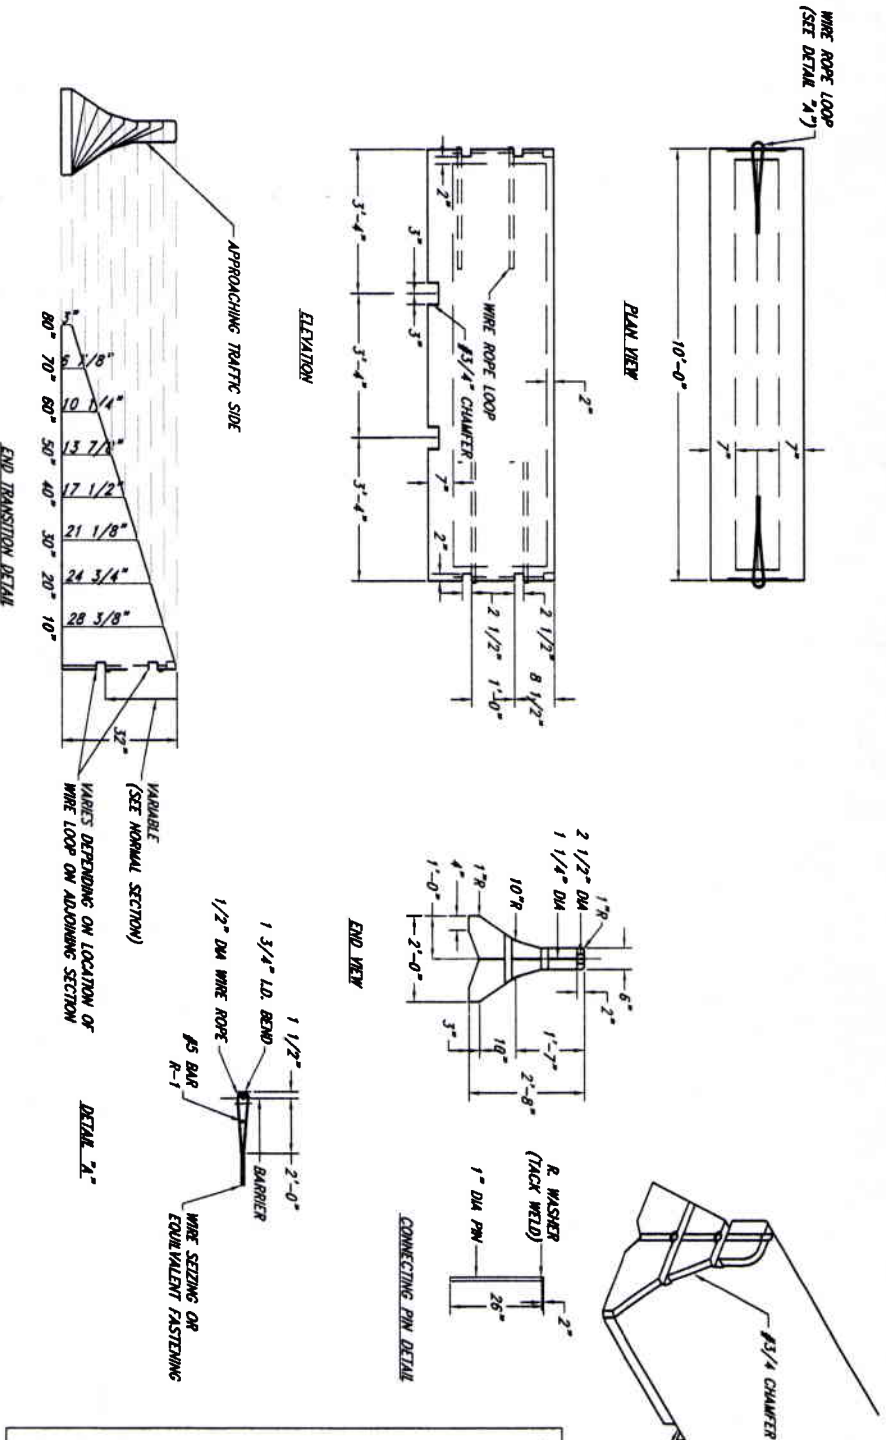 WIRE ROPE LOOP
(SEE DETAIL "A")
10'-0"
7"
7"
PLAN VIEW
2"
WIRE ROPE LOOP
#3/4" CHAMFER
2"
3"
3"
3'-4"
3'-4"
3'-4"
7"
2"
2 1/2"
8 1/2"
2 1/2"
1'-0"
ELEVATION
APPROACHING TRAFFIC SIDE
3"
6 7/8"
10 1/4"
13 7/8"
17 1/2"
21 1/8"
24 3/4"
28 3/8"
80"
70"
60"
50"
40"
30"
20"
10"
32"
VARIABLE
(SEE NORMAL SECTION)
VARIES DEPENDING ON LOCATION OF
WIRE LOOP ON ADJOINING SECTION
END TRANSITION DETAIL
2 1/2" DIA
1 1/4" DIA
1"R
10"R
1"R
4"
1'-0"
2'-0"
6"
2"
1'-7"
10"
3"
2'-8"
END VIEW
1 1/2"
2'-0"
1 3/4" I.D. BEND
1/2" DIA WIRE ROPE
#5 BAR
R-1
BARRIER
WIRE SEIZING OR
EQUILVALENT FASTENING
DETAIL "A"
#3/4 CHAMFER
R. WASHER
(TACK WELD)
1" DIA PIN
2"
26"
CONNECTING PIN DETAIL